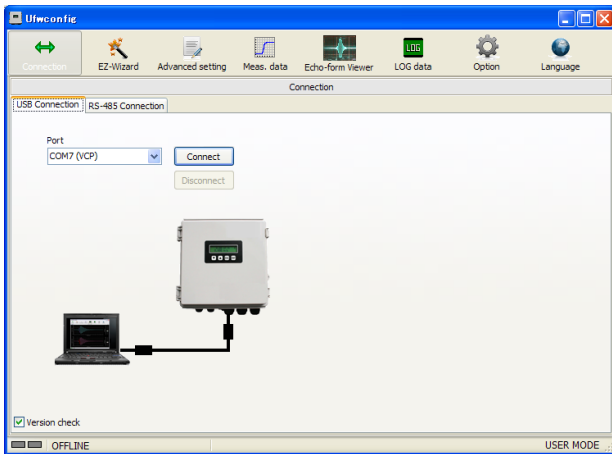 Ufwconfig
Connection EZ-Wizard Advanced setting Meas. data Echo-form Viewer LOG LOG data Option Language
Connection
USB Connection RS-485 Connection
Port
COM7 (VCP) Connect
Disconnect
Version check
OFFLINE USER MODE